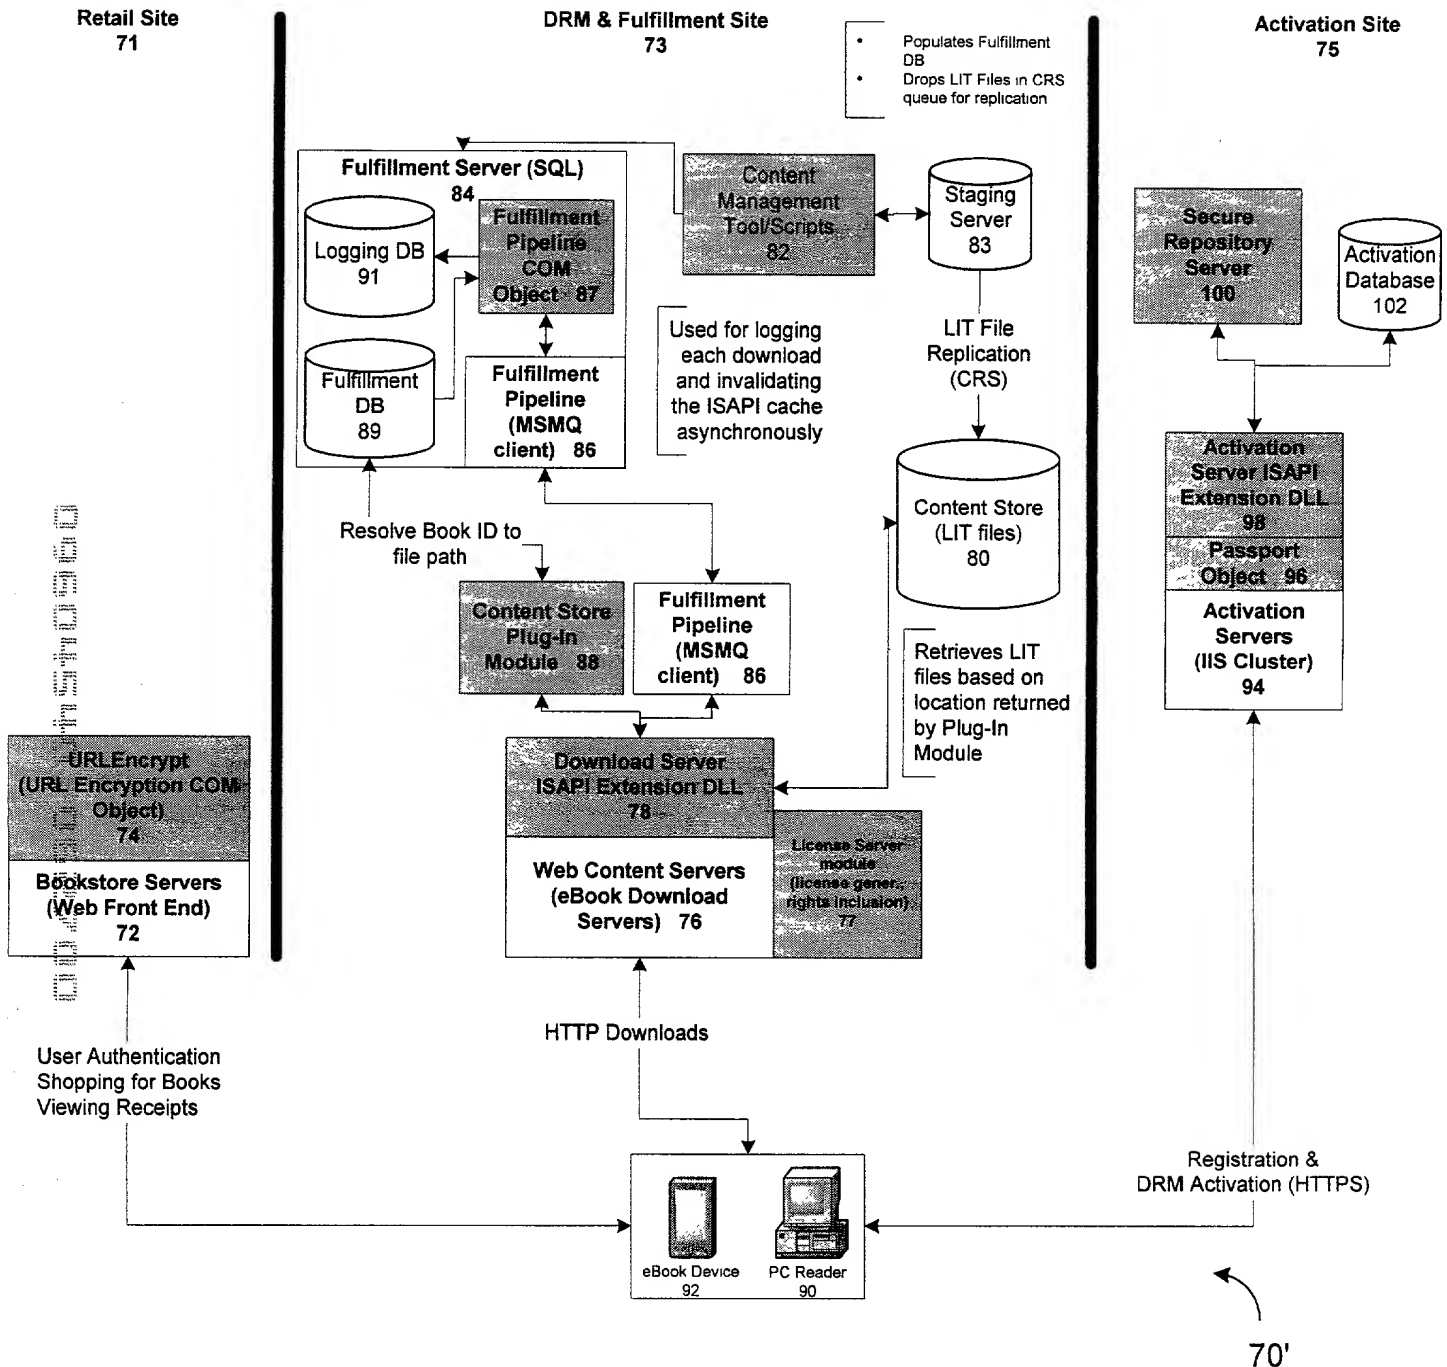 Retail Site
71
DRM & Fulfillment Site
73
Activation Site
75
• Populates Fulfillment
DB
• Drops LIT Files in CRS
queue for replication
Fulfillment Server (SQL)
84
Logging DB
91
Fulfillment
Pipeline
COM
Object 87
Fulfillment
DB
89
Fulfillment
Pipeline
(MSMQ
client) 86
Content
Management
Tool/Scripts
82
Staging
Server
83
Used for logging
each download
and invalidating
the ISAPI cache
asynchronously
LIT File
Replication
(CRS)
Content Store
(LIT files)
80
Secure
Repository
Server
100
Activation
Database
102
Activation
Server ISAPI
Extension DLL
98
Passport
Object 96
Activation
Servers
(IIS Cluster)
94
Resolve Book ID to
file path
Content Store
Plug-In
Module 88
Fulfillment
Pipeline
(MSMQ
client) 86
Retrieves LIT
files based on
location returned
by Plug-In
Module
URLEncrypt
(URL Encryption COM
Object)
74
Bookstore Servers
(Web Front End)
72
Download Server
ISAPI Extension DLL
78
Web Content Servers
(eBook Download
Servers) 76
License Server
module
(license gener.,
rights inclusion)
77
HTTP Downloads
User Authentication
Shopping for Books
Viewing Receipts
Registration &
DRM Activation (HTTPS)
eBook Device
92
PC Reader
90
70'